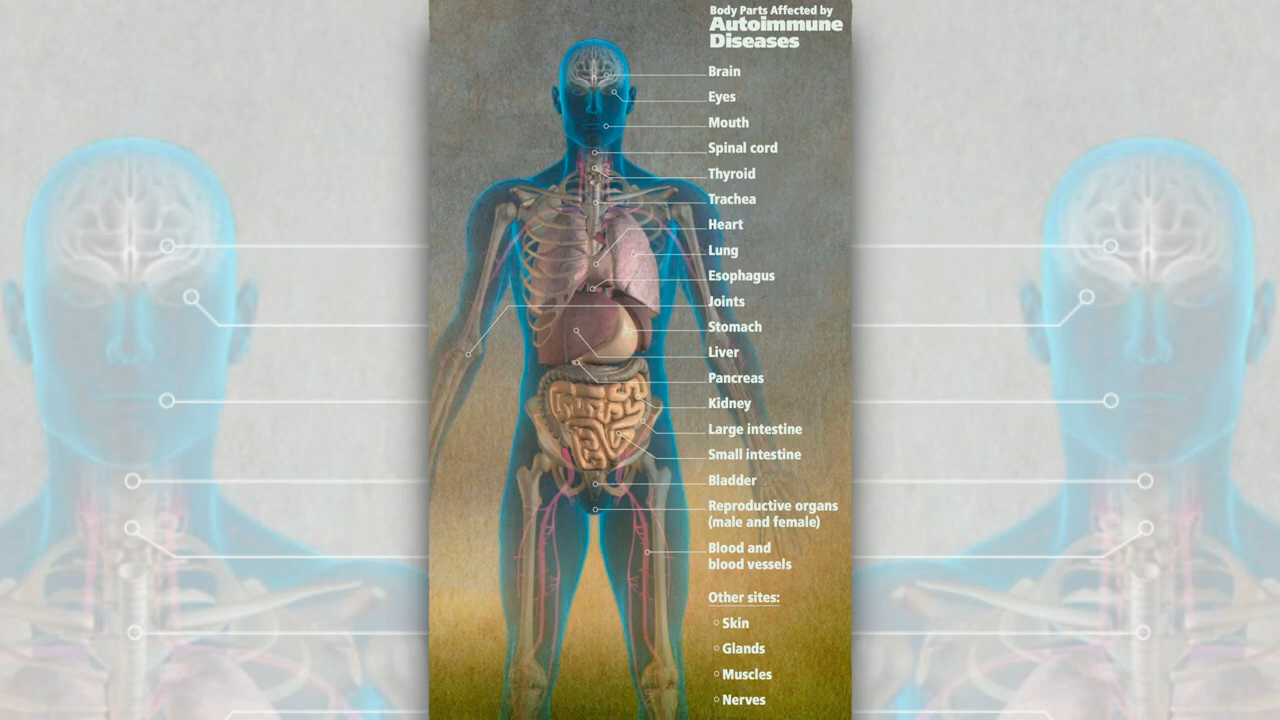 Body Parts Affected by
Autoimmune
Diseases
Brain
Eyes
Mouth
Spinal cord
Thyroid
Trachea
Heart
Lung
Esophagus
Joints
Stomach
Liver
Pancreas
Kidney
Large intestine
Small intestine
Bladder
Reproductive organs
(male and female)
Blood and
blood vessels
Other sites:
Skin
Glands
Muscles
Nerves